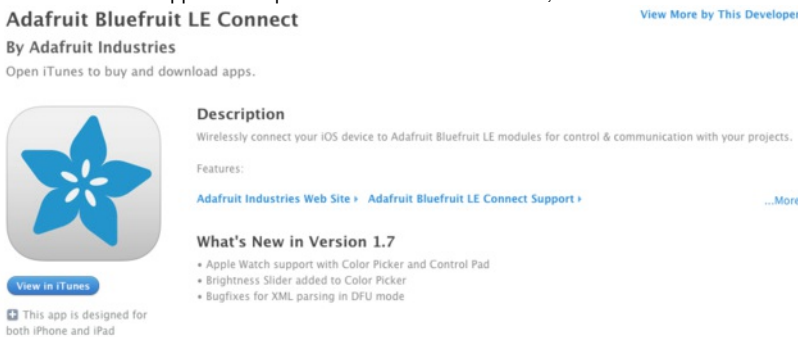 Adafruit Bluefruit LE Connect
View More by This Developer
By Adafruit Industries
Open iTunes to buy and download apps.
Description
Wirelessly connect your iOS device to Adafruit Bluefruit LE modules for control & communication with your projects.
Features:
Adafruit Industries Web Site › Adafruit Bluefruit LE Connect Support ›
...More
What's New in Version 1.7
• Apple Watch support with Color Picker and Control Pad
• Brightness Slider added to Color Picker
• Bugfixes for XML parsing in DFU mode
View in iTunes
This app is designed for
both iPhone and iPad